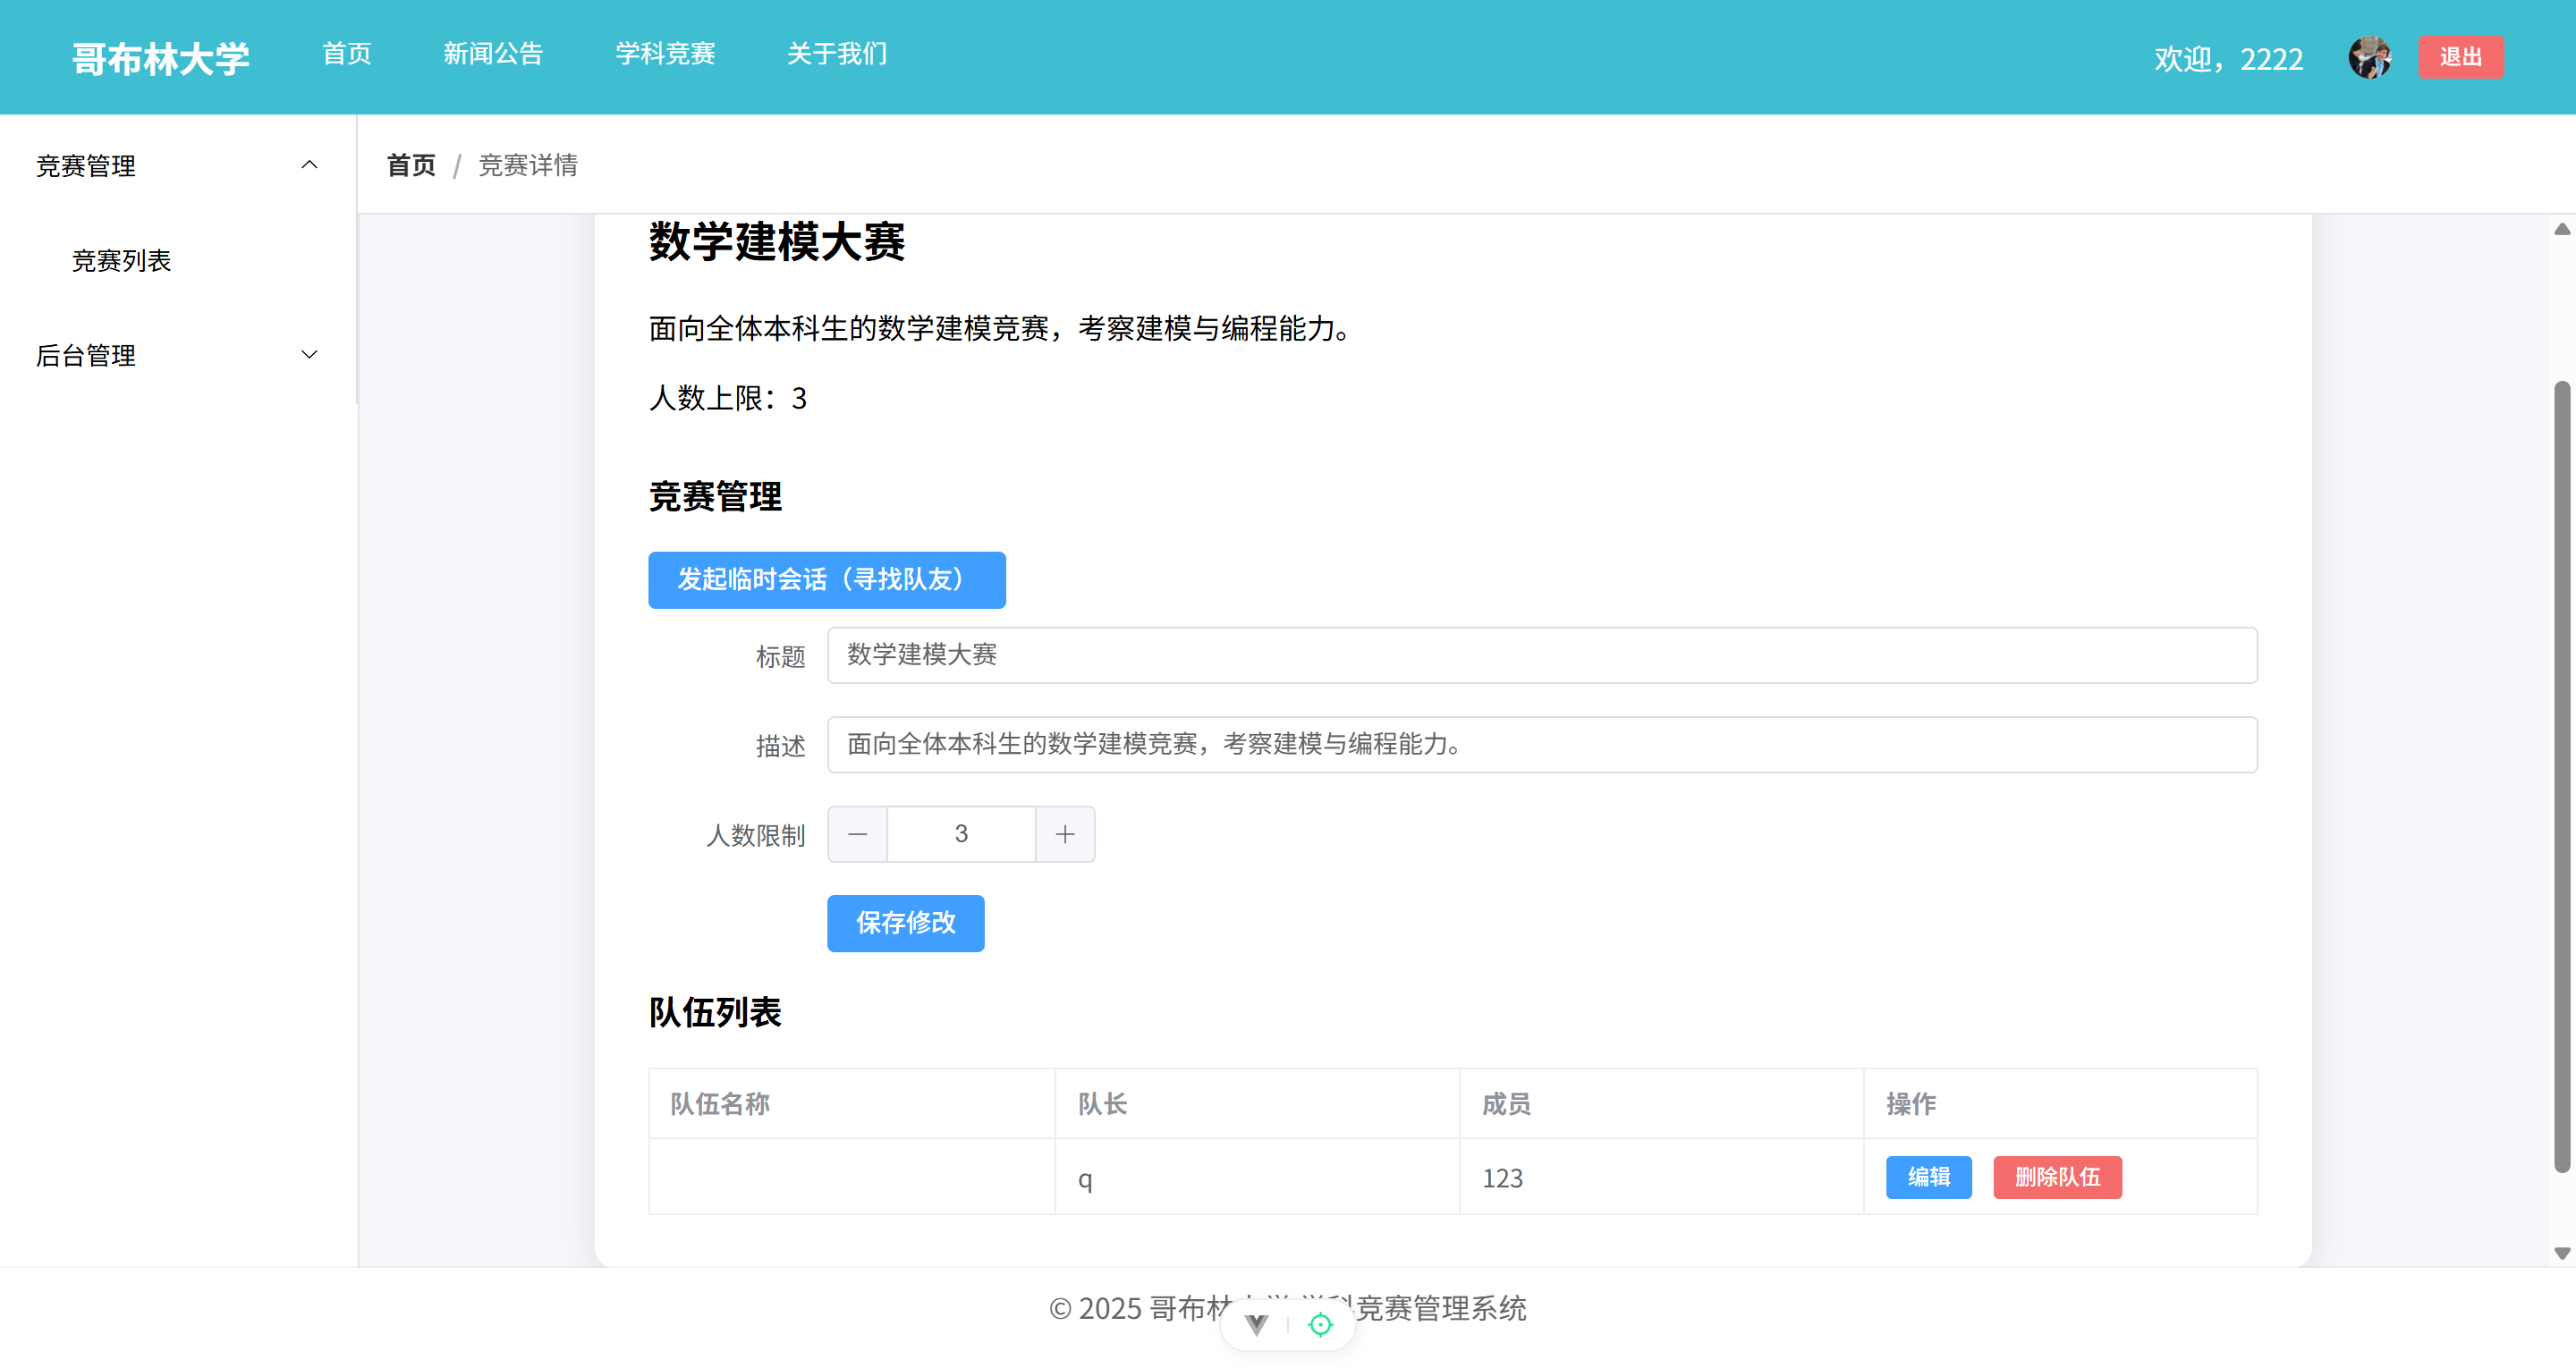 哥布林大学 首页 新闻公告 学科竞赛 关于我们 欢迎，2222 退出
竞赛管理
竞赛列表
后台管理
首页 / 竞赛详情
数学建模大赛
面向全体本科生的数学建模竞赛，考察建模与编程能力。
人数上限：3
竞赛管理
发起临时会话（寻找队友）
标题 数学建模大赛
描述 面向全体本科生的数学建模竞赛，考察建模与编程能力。
人数限制 3
保存修改
队伍列表
队伍名称 队长 成员 操作
q 123 编辑 删除队伍
© 2025 哥布林 竞赛管理系统